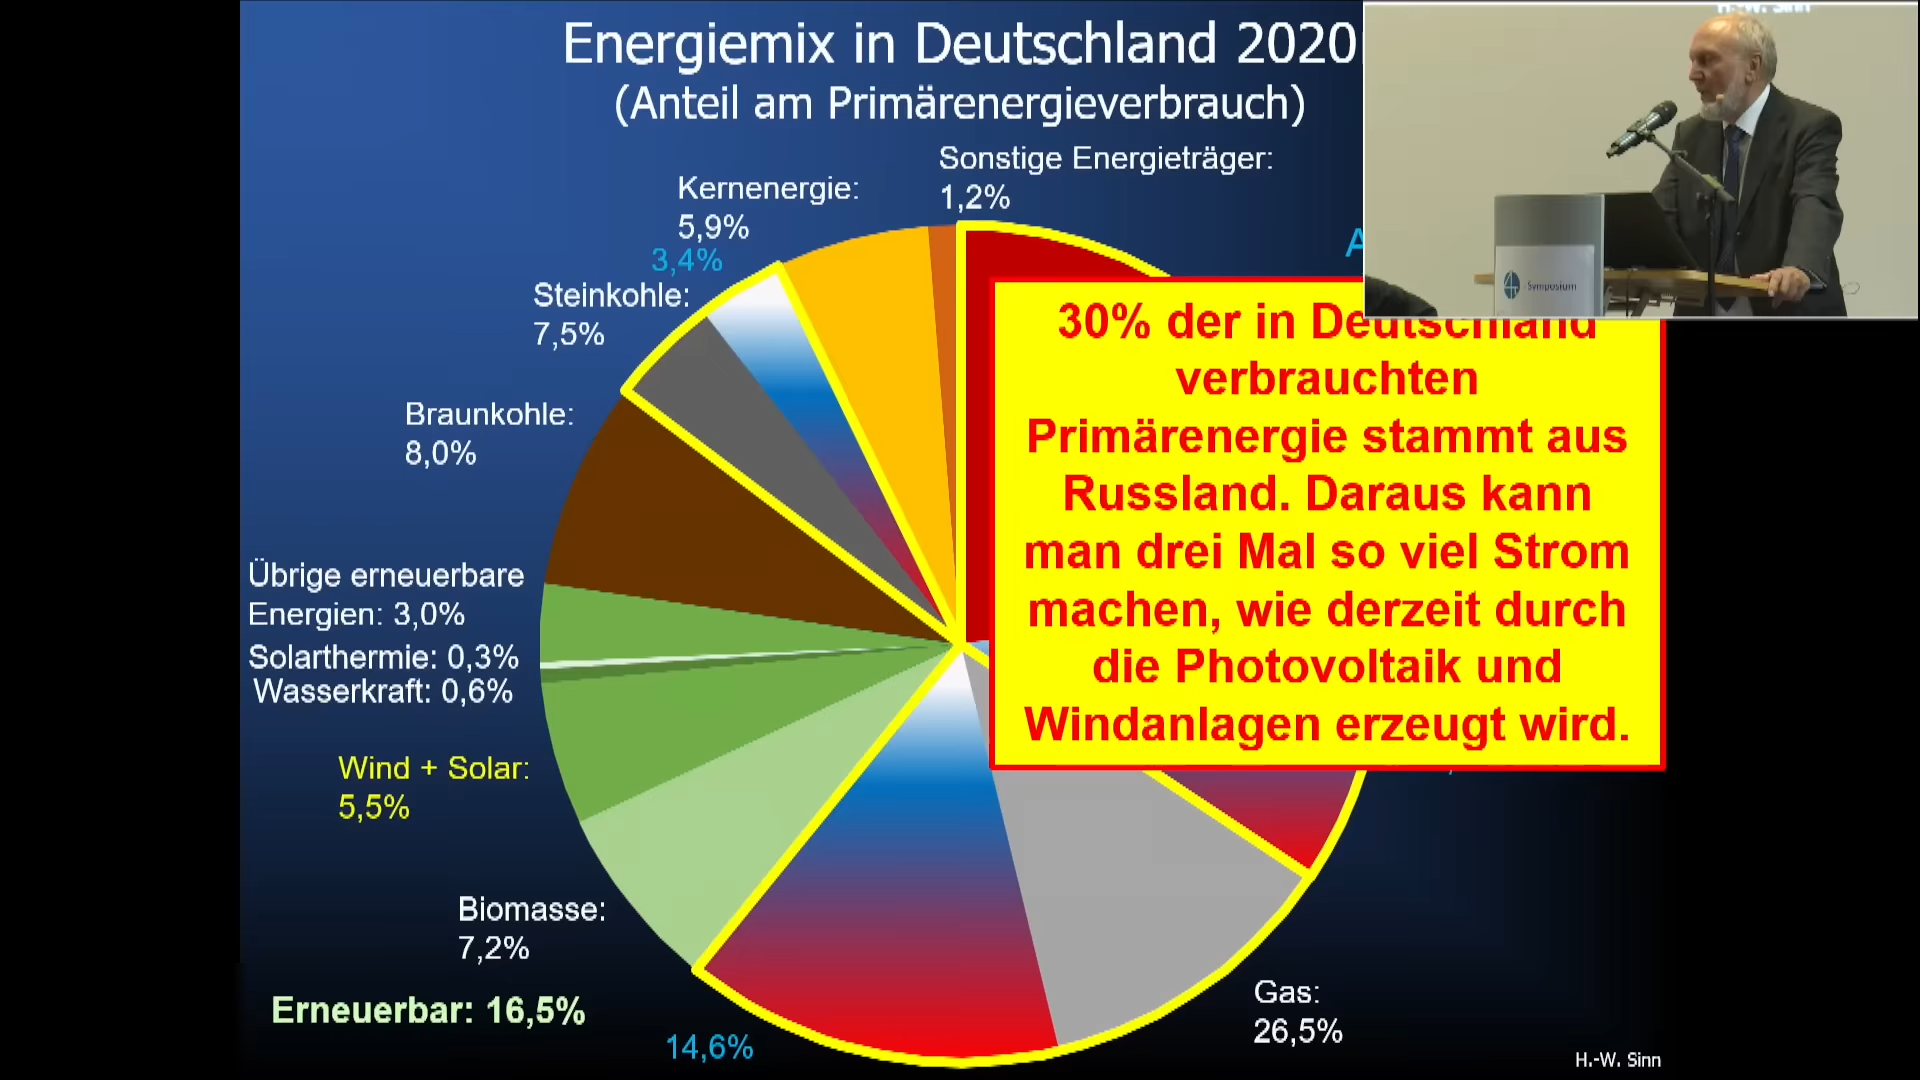 Energiemix in Deutschland 2020
(Anteil am Primärenergieverbrauch)
H.-W. Sinn
Sonstige Energieträger:
1,2%
Kernenergie:
5,9%
3,4%
A
Steinkohle:
7,5%
Symposium
30% der in Deutschland
verbrauchten
Primärenergie stammt aus
Russland. Daraus kann
man drei Mal so viel Strom
machen, wie derzeit durch
die Photovoltaik und
Windanlagen erzeugt wird.
Braunkohle:
8,0%
Übrige erneuerbare
Energien: 3,0%
Solarthermie: 0,3%
Wasserkraft: 0,6%
Wind + Solar:
5,5%
Biomasse:
7,2%
Erneuerbar: 16,5%
14,6%
Gas:
26,5%
H.-W. Sinn